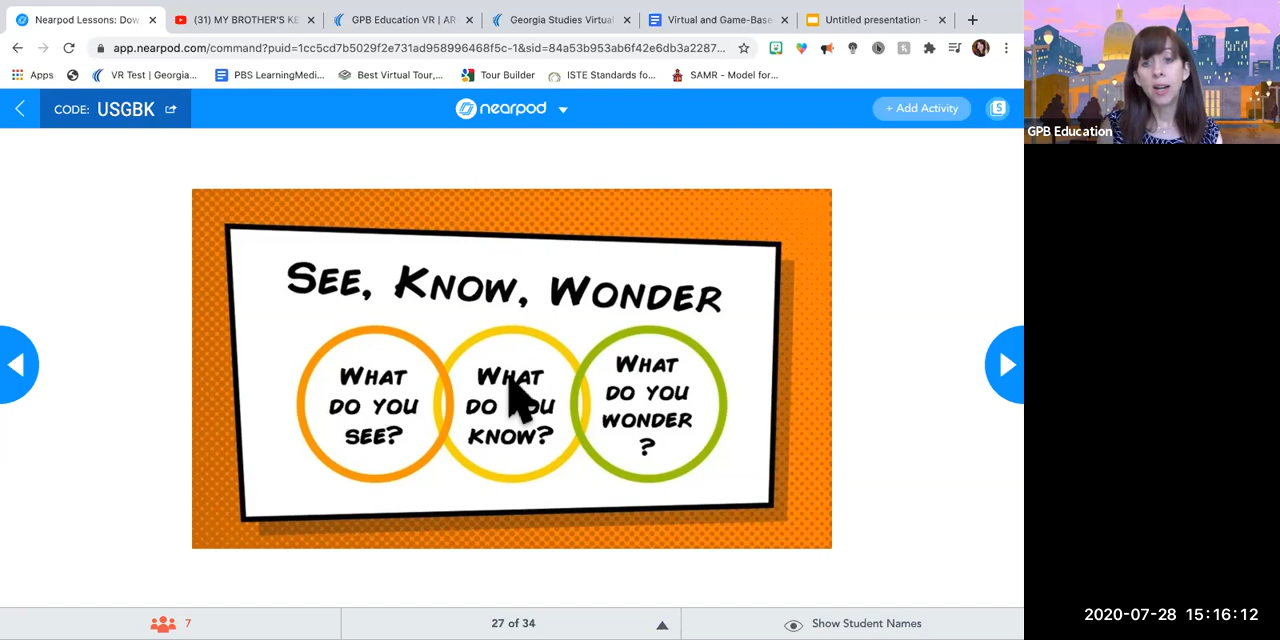 Nearpod Lessons: Dow
(31) MY BROTHER'S KE
GPB Education VR | AR
Georgia Studies Virtual
Virtual and Game-Base
Untitled presentation -
app.nearpod.com/command?puid=1cc5cd7b5029f2e731ad958996468f5c-1&sid=84a53b953ab6f42e6db3a2287...
Apps
VR Test | Georgia...
PBS LearningMedi...
Best Virtual Tour,...
Tour Builder
ISTE Standards fo...
SAMR - Model for...
CODE: USGBK
nearpod
+ Add Activity
S
GPB Education
SEE, KNOW, WONDER
WHAT
DO YOU
SEE?
WHAT
DO YOU
KNOW?
WHAT
DO YOU
WONDER
?
7
27 of 34
Show Student Names
2020-07-28 15:16:12